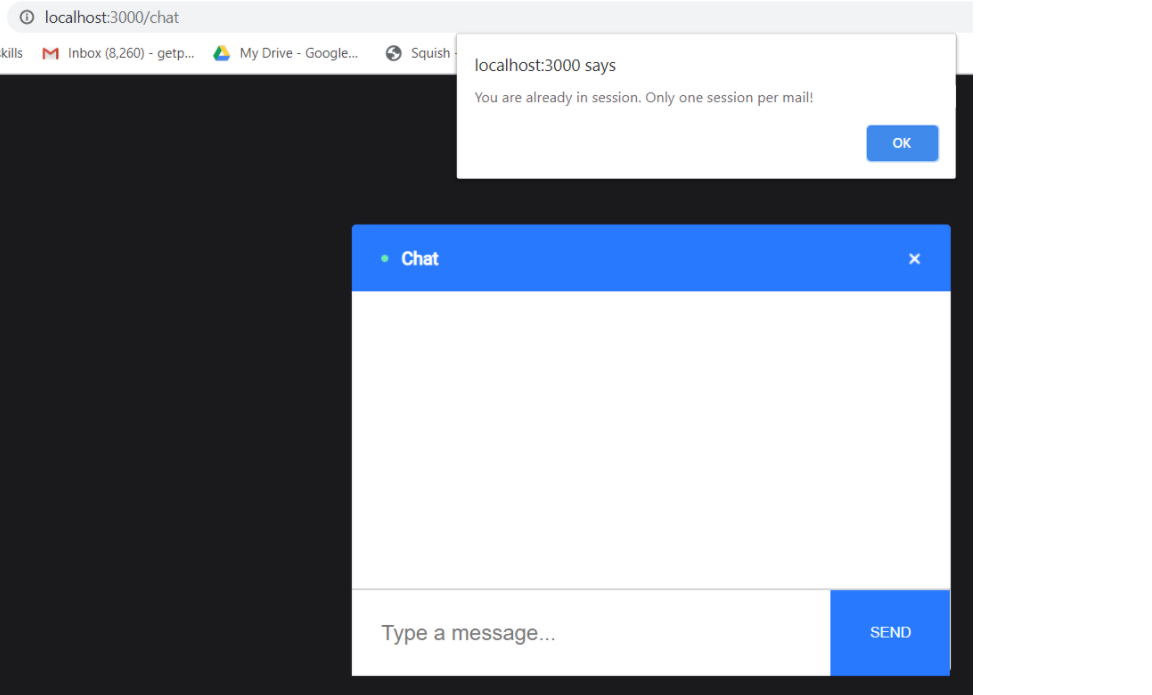 localhost:3000/chat
kills Inbox (8,260) - getp... My Drive - Google... Squish -
localhost:3000 says
You are already in session. Only one session per mail!
OK
Chat
Type a message...
SEND